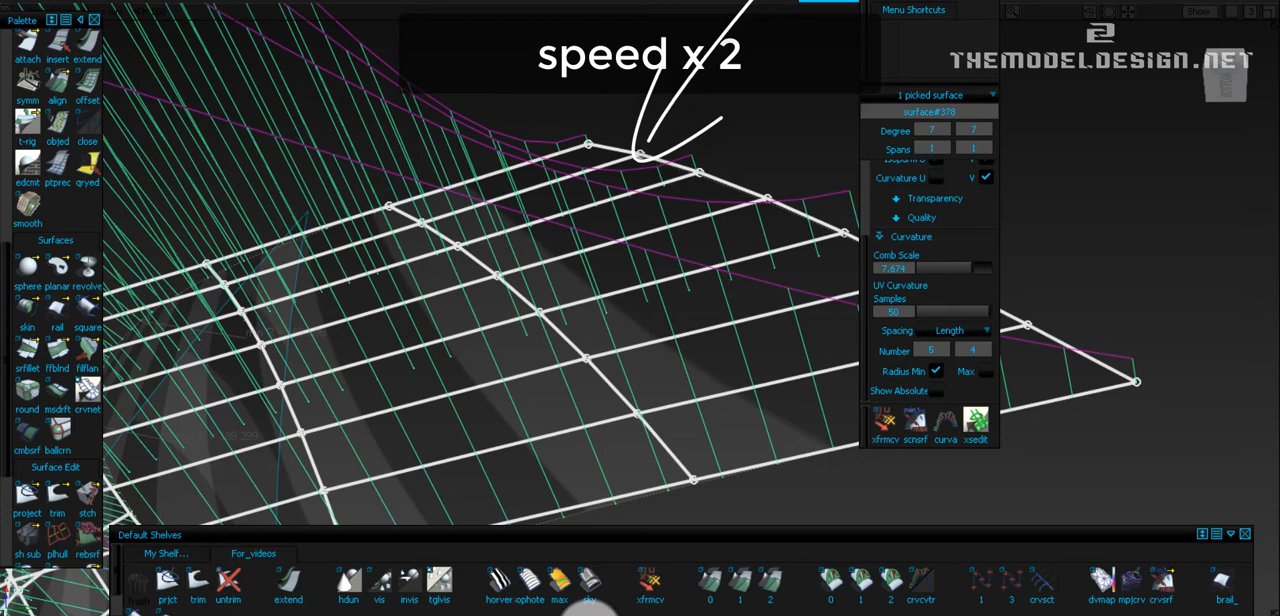 Palette
attach insert extend
symm align offset
t-rig objed close
edcmt ptprec qryed
smooth
Surfaces
sphere planar revolve
skin rail square
srfillet ffblnd filflan
round msdrft crvnet
cmbsrf ballcrn
Surface Edit
project trim stch
sh sub plhull rebsrf
speed x 2
Menu Shortcuts
1 picked surface
surface#378
Degree 7 7
Spans 1 1
Curvature U V
Transparency
Quality
Curvature
Comb Scale
7.674
UV Curvature
Samples
50
Spacing Length
Number 5 4
Radius Min Max
Show Absolute
xfrmcv scnsrf curva xsedit
Show 3
THEMODELDESIGN.NET
Default Shelves
My Shelf... For_videos
Trash prjct trim untrim extend hdun vis invis tglvis horver ophote max sky xfrmcv 0 1 2 0 1 2 crvcvtr 1 3 crvsct dvmap mpjcrv crvsrf brail_